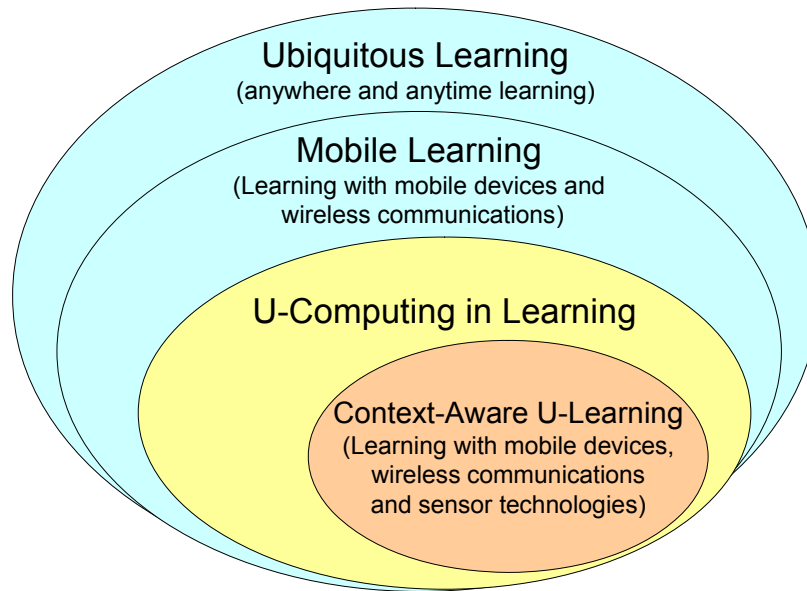 Ubiquitous Learning
(anywhere and anytime learning)
Mobile Learning
(Learning with mobile devices and
wireless communications)
U-Computing in Learning
Context-Aware U-Learning
(Learning with mobile devices,
wireless communications
and sensor technologies)